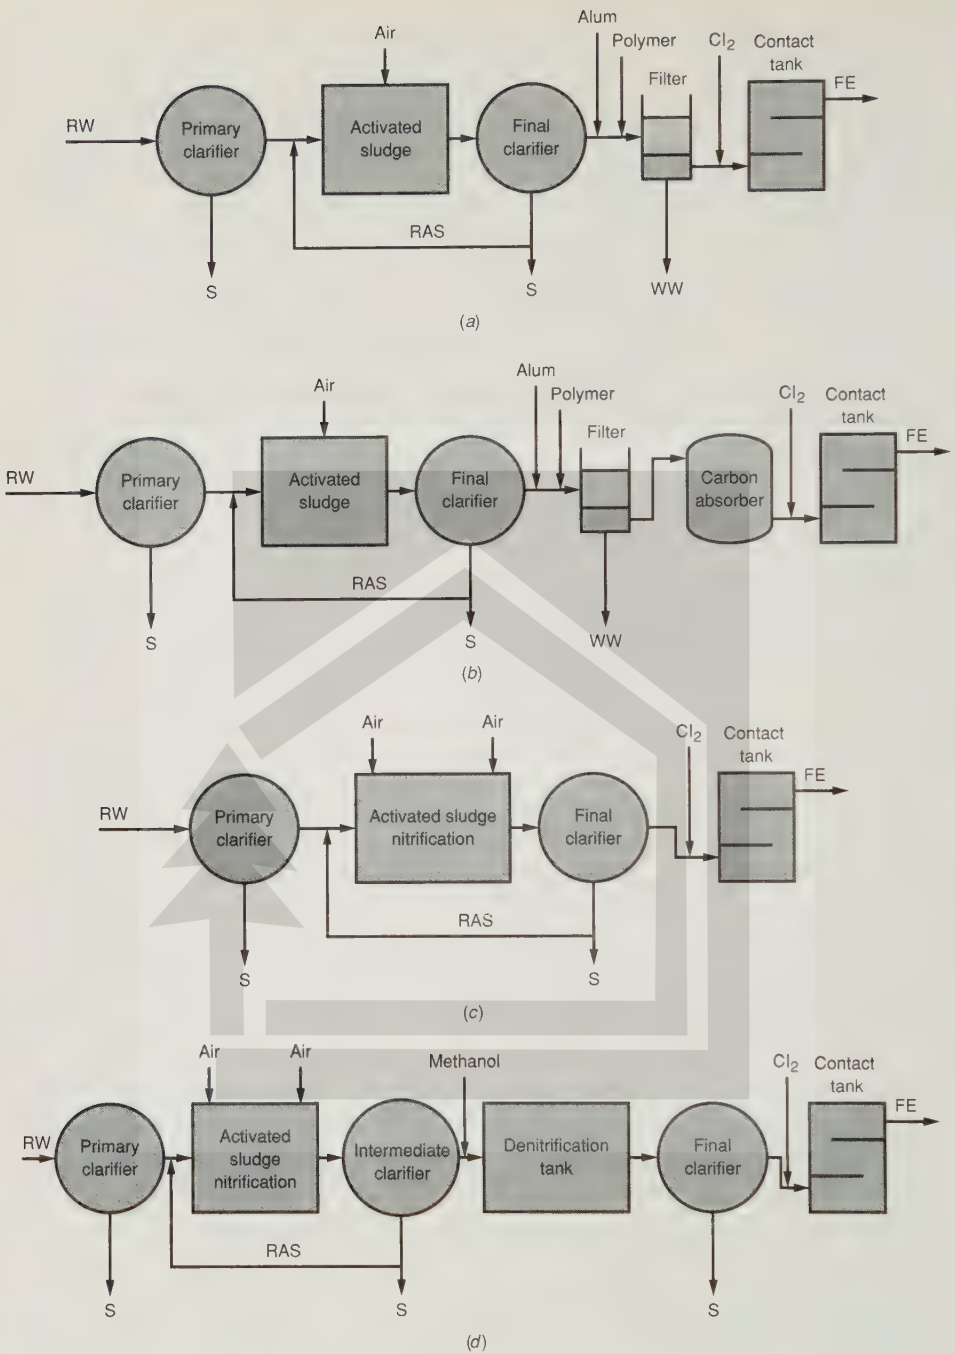 Alum
Air
Polymer
Cl2
Contact
tank
Filter
FE
RW
Primary
clarifier
Activated
sludge
Final
clarifier
RAS
S
S
WW
(a)
Alum
Air
Polymer
Cl2
Contact
tank
Filter
FE
RW
Primary
clarifier
Activated
sludge
Final
clarifier
Carbon
absorber
RAS
S
S
WW
(b)
Air
Air
Cl2
Contact
tank
FE
RW
Primary
clarifier
Activated sludge
nitrification
Final
clarifier
RAS
S
S
(c)
Air
Air
Methanol
Cl2
Contact
tank
FE
RW
Primary
clarifier
Activated
sludge
nitrification
Intermediate
clarifier
Denitrification
tank
Final
clarifier
RAS
S
S
S
(d)